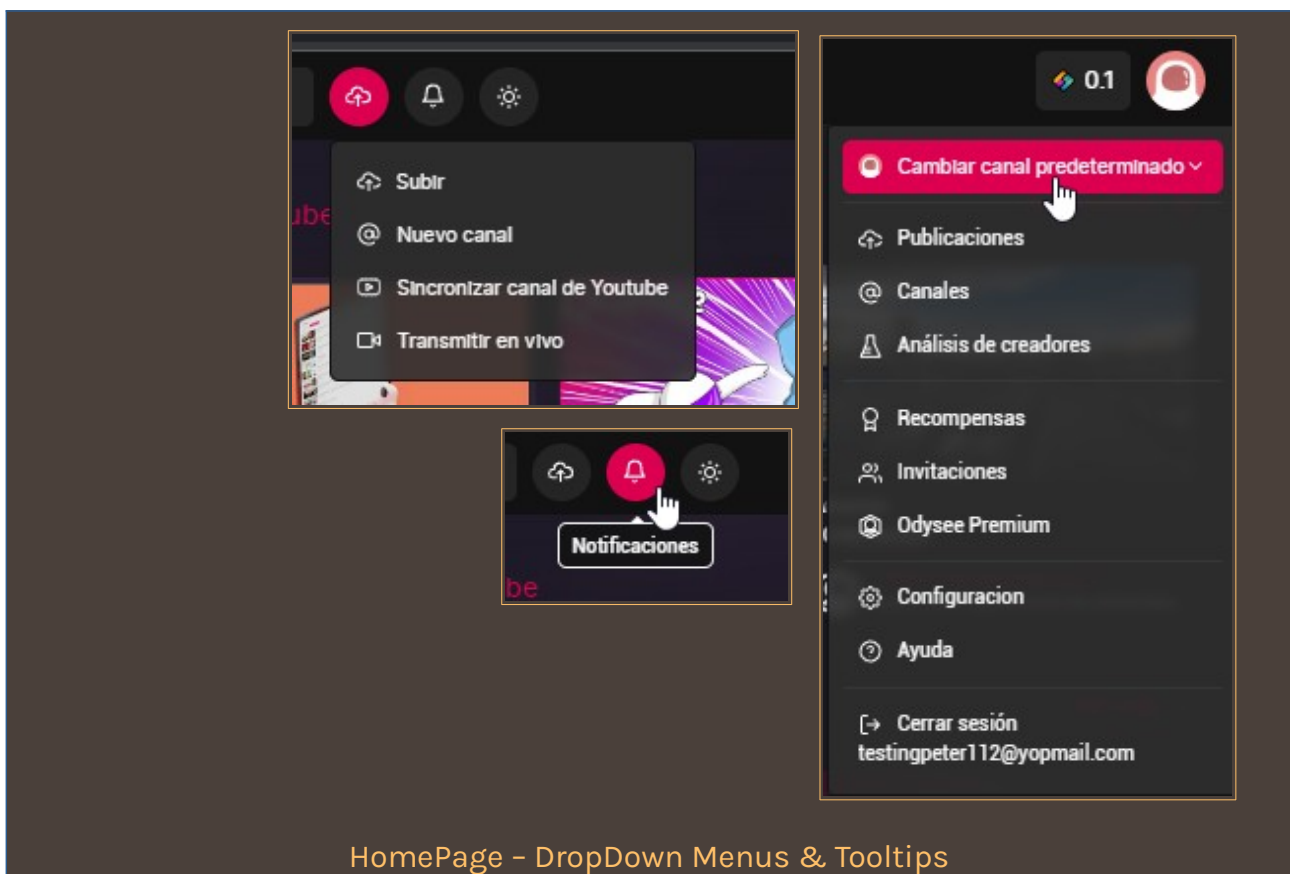 Subir
Nuevo canal
Sincronizar canal de Youtube
Transmitir en vivo
Notificaciones
be
0.1
Cambiar canal predeterminado
Publicaciones
Canales
Análisis de creadores
Recompensas
Invitaciones
Odysee Premium
Configuracion
Ayuda
Cerrar sesión
testingpeter112@yopmail.com
HomePage – DropDown Menus & Tooltips